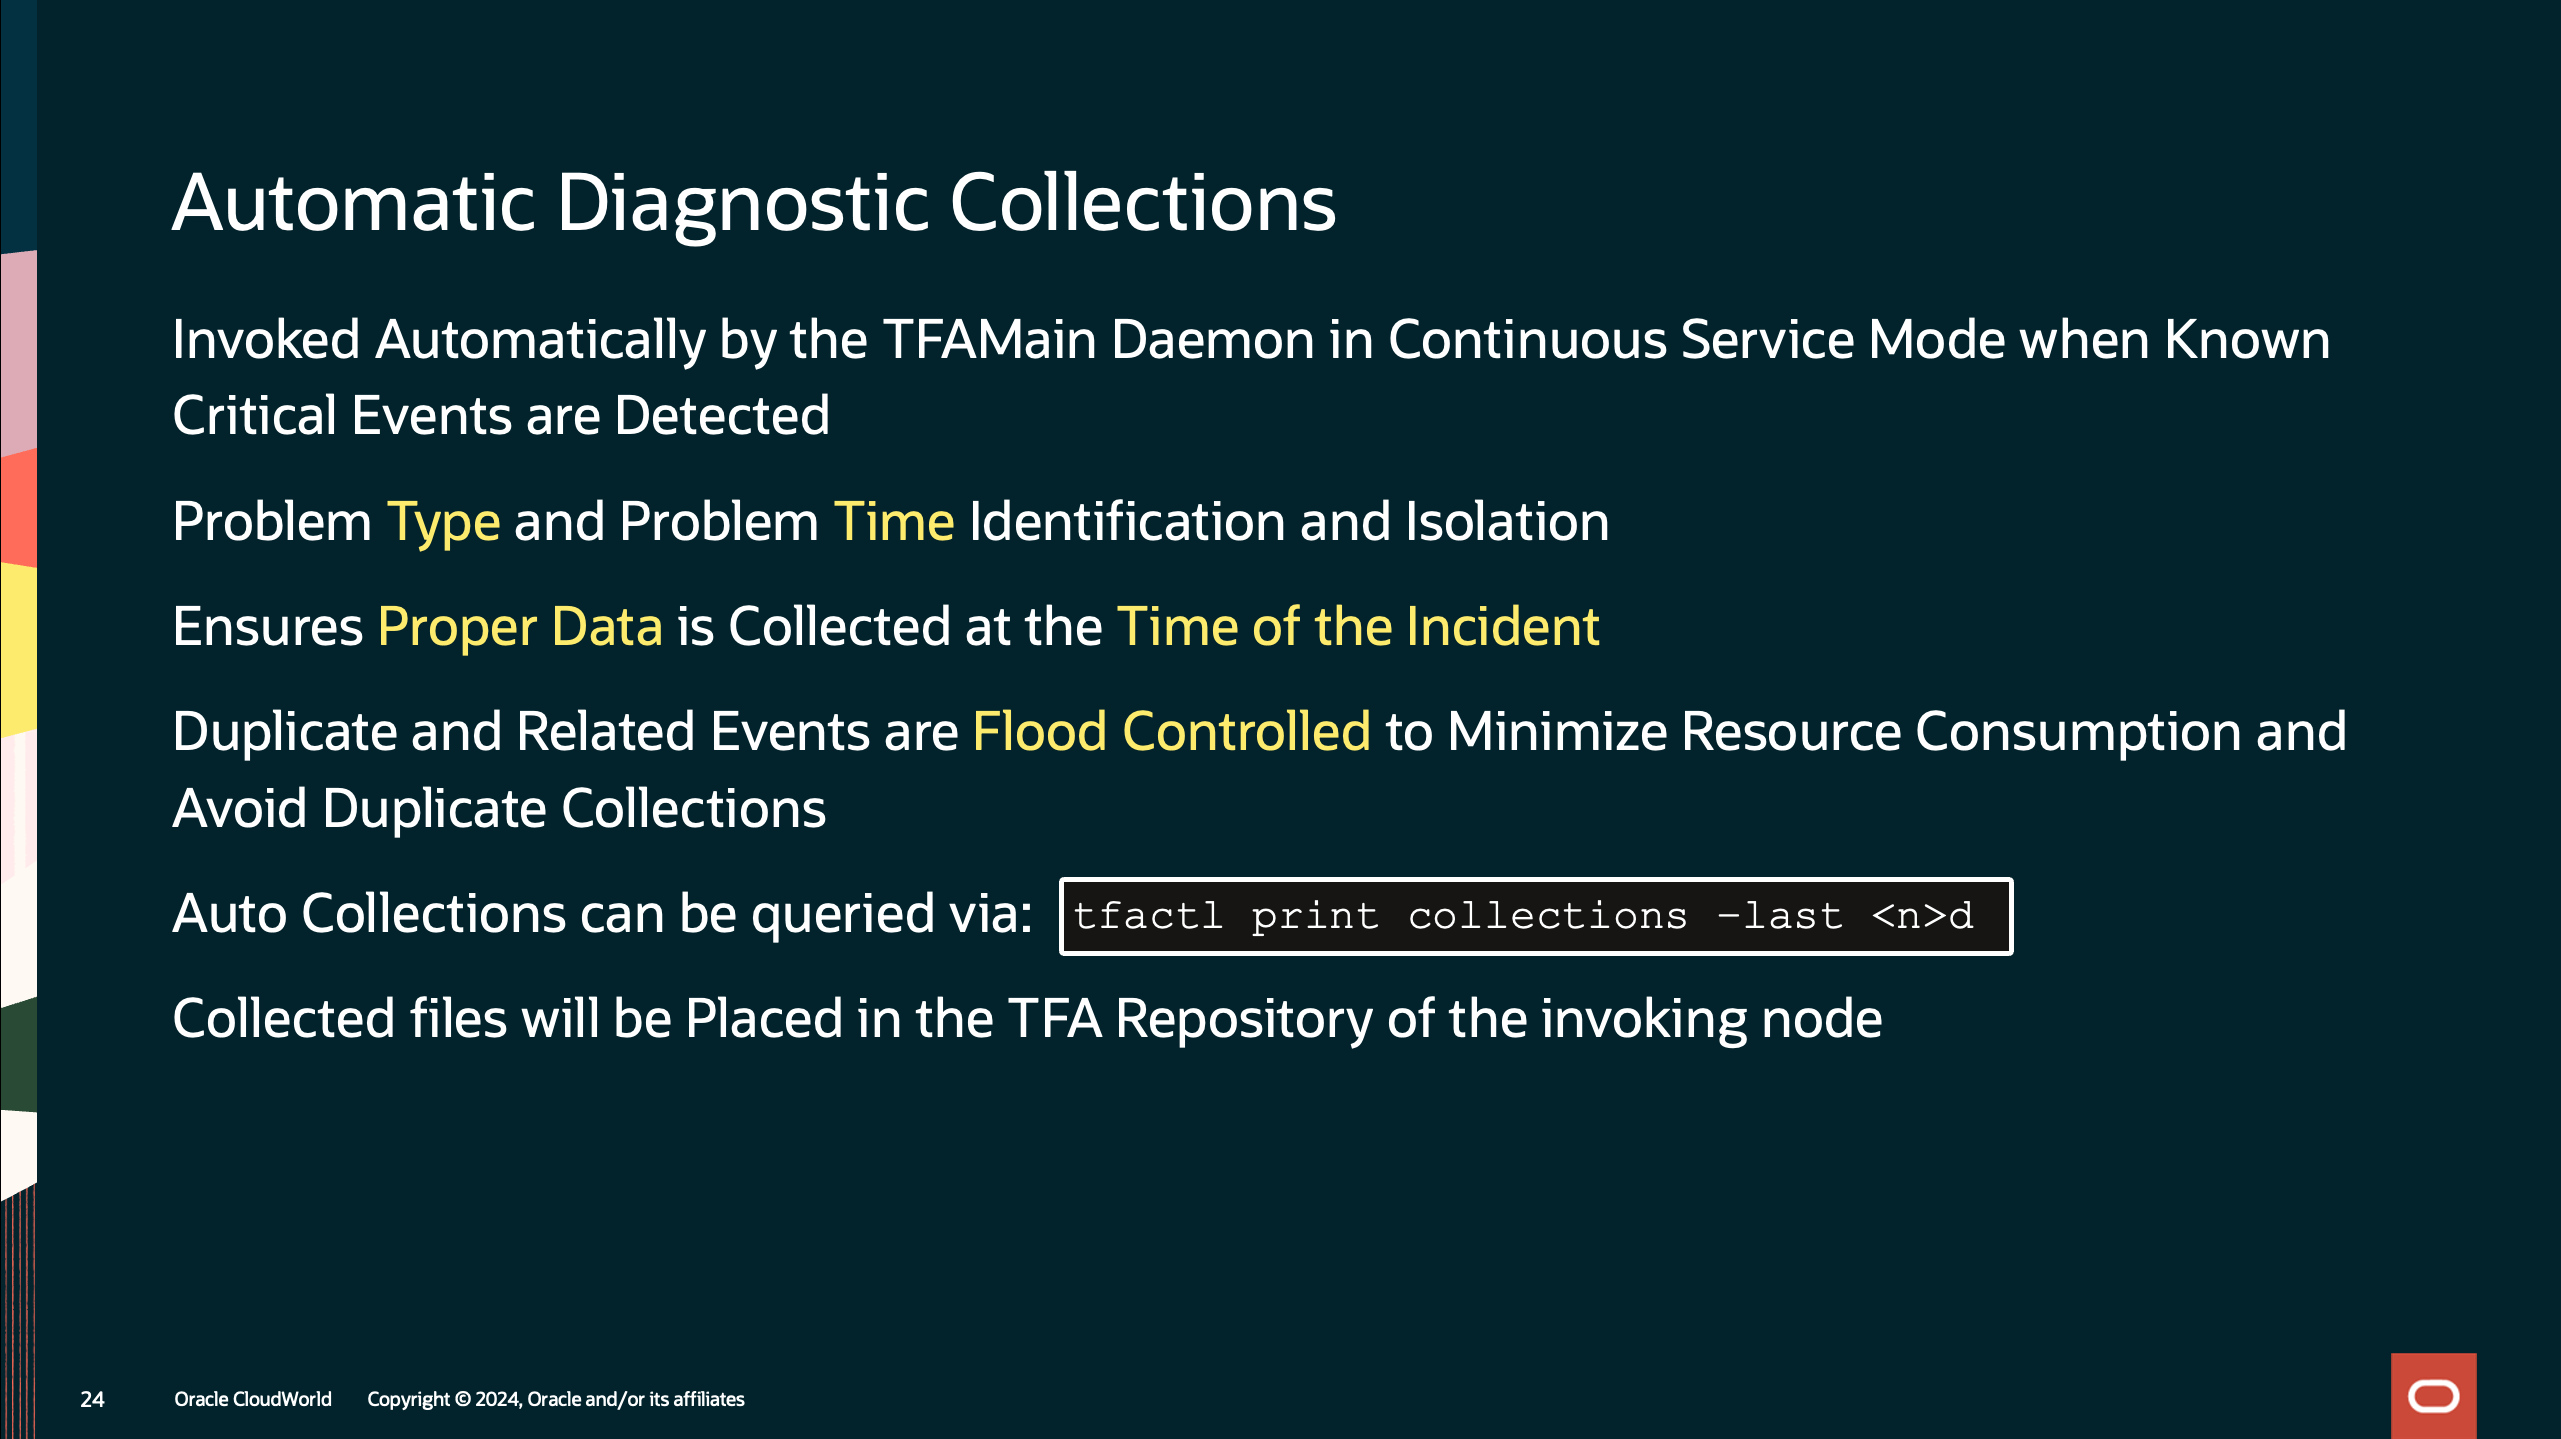 Automatic Diagnostic Collections
Invoked Automatically by the TFAMain Daemon in Continuous Service Mode when Known
Critical Events are Detected
Problem Type and Problem Time Identification and Isolation
Ensures Proper Data is Collected at the Time of the Incident
Duplicate and Related Events are Flood Controlled to Minimize Resource Consumption and
Avoid Duplicate Collections
Auto Collections can be queried via: tfactl print collections –last <n>d
Collected files will be Placed in the TFA Repository of the invoking node
24 Oracle CloudWorld Copyright © 2024, Oracle and/or its affiliates